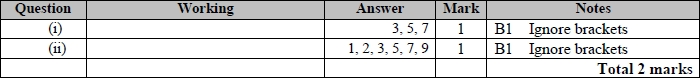 Question Working Answer Mark Notes
(i) 3, 5, 7 1 B1 Ignore brackets
(ii) 1, 2, 3, 5, 7, 9 1 B1 Ignore brackets
Total 2 marks